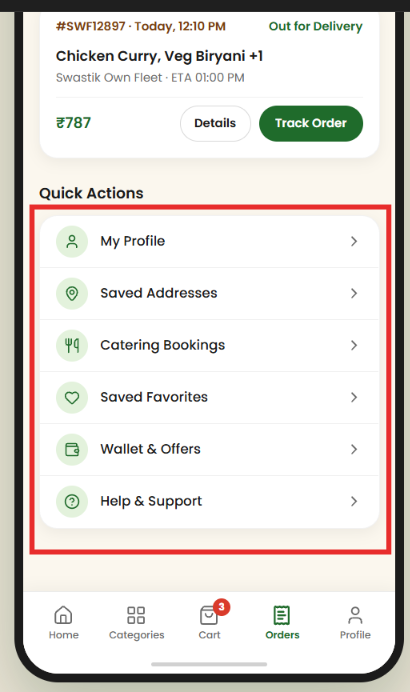 #SWF12897 · Today, 12:10 PM Out for Delivery
Chicken Curry, Veg Biryani +1
Swastik Own Fleet · ETA 01:00 PM
₹787 Details Track Order
Quick Actions
My Profile
Saved Addresses
Catering Bookings
Saved Favorites
Wallet & Offers
Help & Support
3
Home Categories Cart Orders Profile